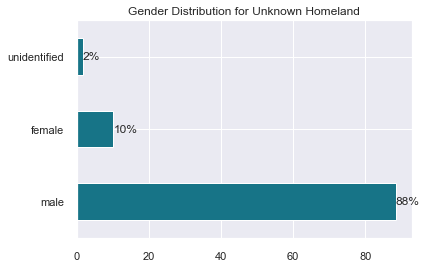 Gender Distribution for Unknown Homeland
unidentified
2%
female
10%
male
88%
0
20
40
60
80